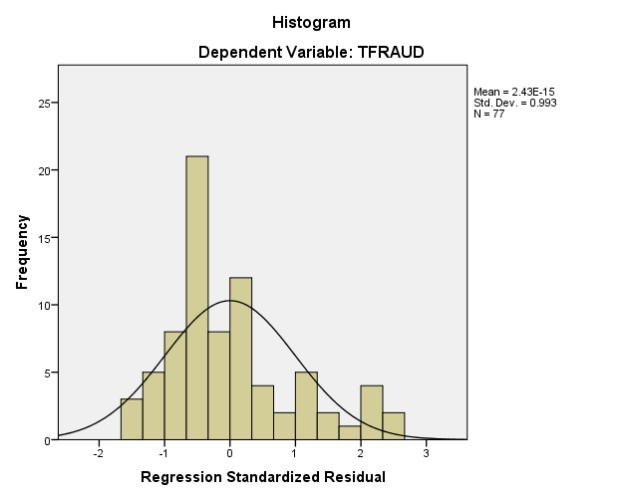 Histogram
Dependent Variable: TFRAUD
Mean = 2.43E-15
Std. Dev. = 0.993
N = 77
25
20
15
10
5
0
Frequency
-2 -1 0 1 2 3
Regression Standardized Residual